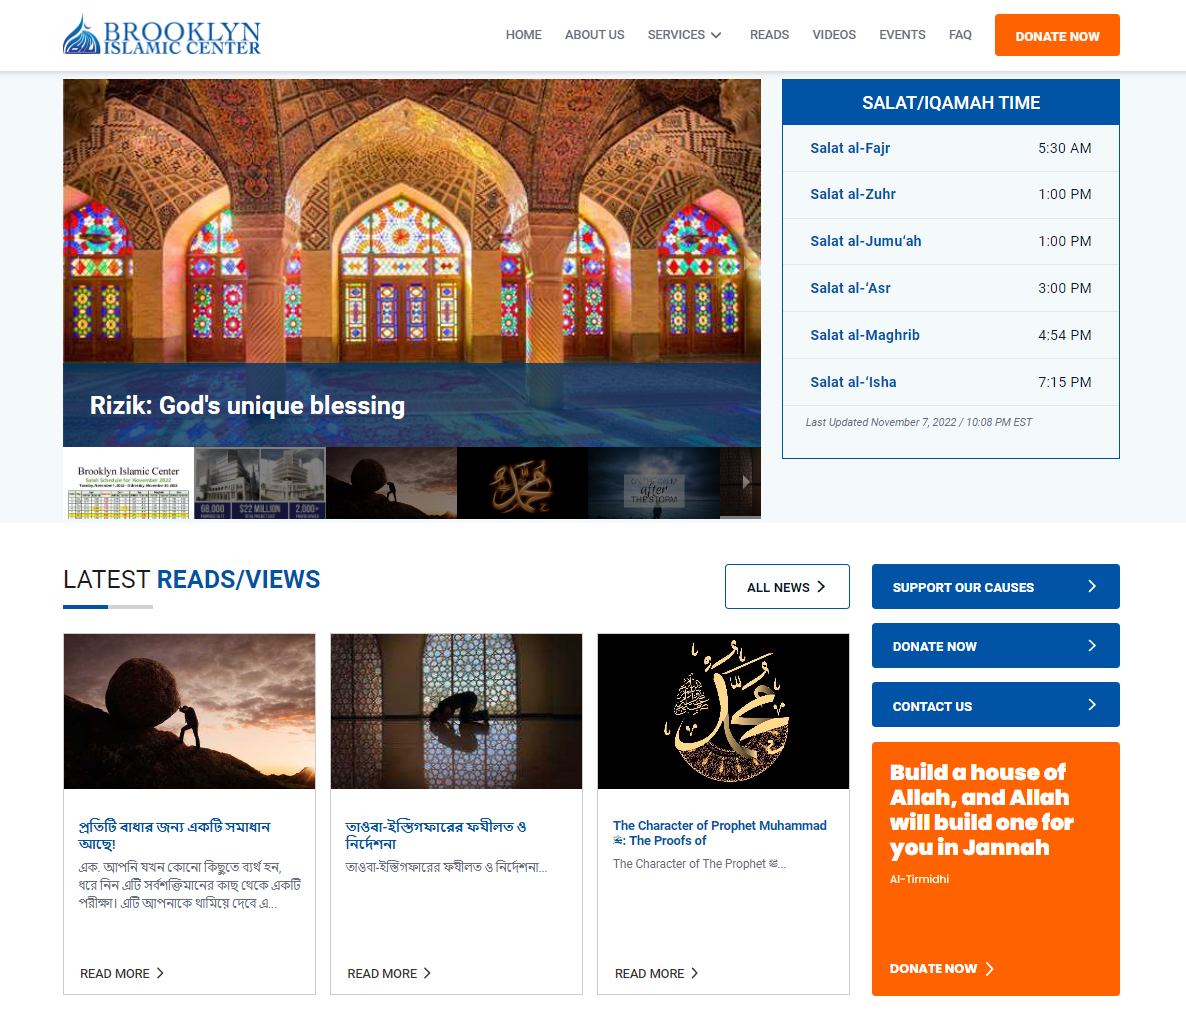 BROOKLYN
ISLAMIC CENTER
HOME ABOUT US SERVICES READS VIDEOS EVENTS FAQ DONATE NOW
Rizik: God's unique blessing
Brooklyn Islamic Center
Salah Schedule for November 2022
68,000 $22 MILLION 2,000+
TOTAL PROJECT COST
after
THE STORM
SALAT/IQAMAH TIME
Salat al-Fajr 5:30 AM
Salat al-Zuhr 1:00 PM
Salat al-Jumu‘ah 1:00 PM
Salat al-‘Asr 3:00 PM
Salat al-Maghrib 4:54 PM
Salat al-‘Isha 7:15 PM
Last Updated November 7, 2022 / 10:08 PM EST
LATEST READS/VIEWS
ALL NEWS
প্রতিটি বাধার জন্য একটি সমাধান
আছে!
এক. আপনি যখন কোনো কিছুতে ব্যর্থ হন,
ধরে নিন এটি সর্বশক্তিমানের কাছ থেকে একটি
পরীক্ষা। এটি আপনাকে থামিয়ে দেবে এ...
READ MORE
তাওবা-ইস্তিগফারের ফযীলত ও
নির্দেশনা
তাওবা-ইস্তিগফারের ফযীলত ও নির্দেশনা...
READ MORE
محمد
The Character of Prophet Muhammad
ﷺ: The Proofs of
The Character of The Prophet ﷺ...
READ MORE
SUPPORT OUR CAUSES
DONATE NOW
CONTACT US
Build a house of
Allah, and Allah
will build one for
you in Jannah
Al-Tirmidhi
DONATE NOW